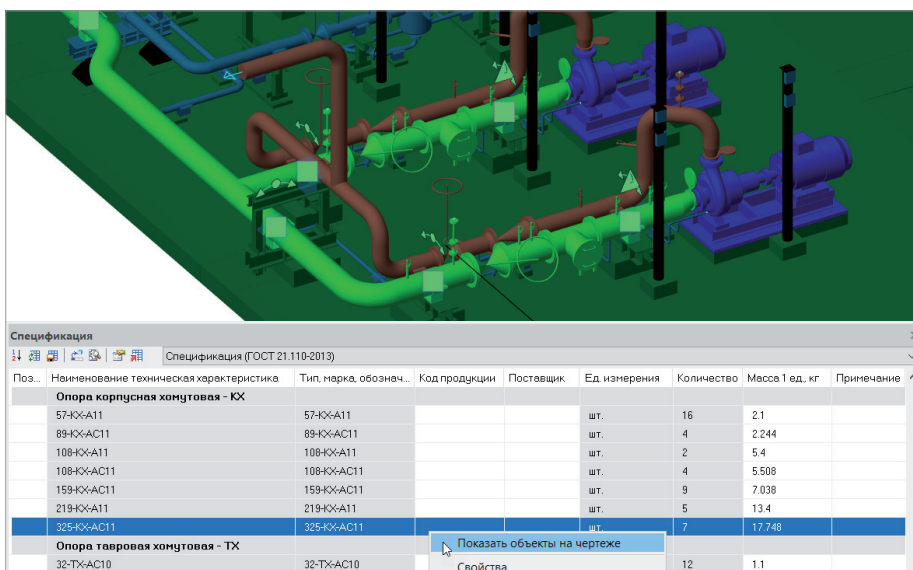 Спецификация
Спецификация (ГОСТ 21.110-2013)
Поз... Наименование техническая характеристика Тип, марка, обознач... Код продукции Поставщик Ед. измерения Количество Масса 1 ед., кг Примечание
Опора корпусная хомутовая - КХ
57-КХ-А11 57-КХ-А11 шт. 16 2.1
89-КХ-АС11 89-КХ-АС11 шт. 4 2.244
108-КХ-А11 108-КХ-А11 шт. 2 5.4
108-КХ-АС11 108-КХ-АС11 шт. 4 5.508
159-КХ-АС11 159-КХ-АС11 шт. 9 7.038
219-КХ-А11 219-КХ-А11 шт. 5 13.4
325-КХ-АС11 325-КХ-АС11 шт. 7 17.748
Опора тавровая хомутовая - ТХ
Показать объекты на чертеже
32-ТХ-АС10 32-ТХ-АС10 12 1.1
Свойства